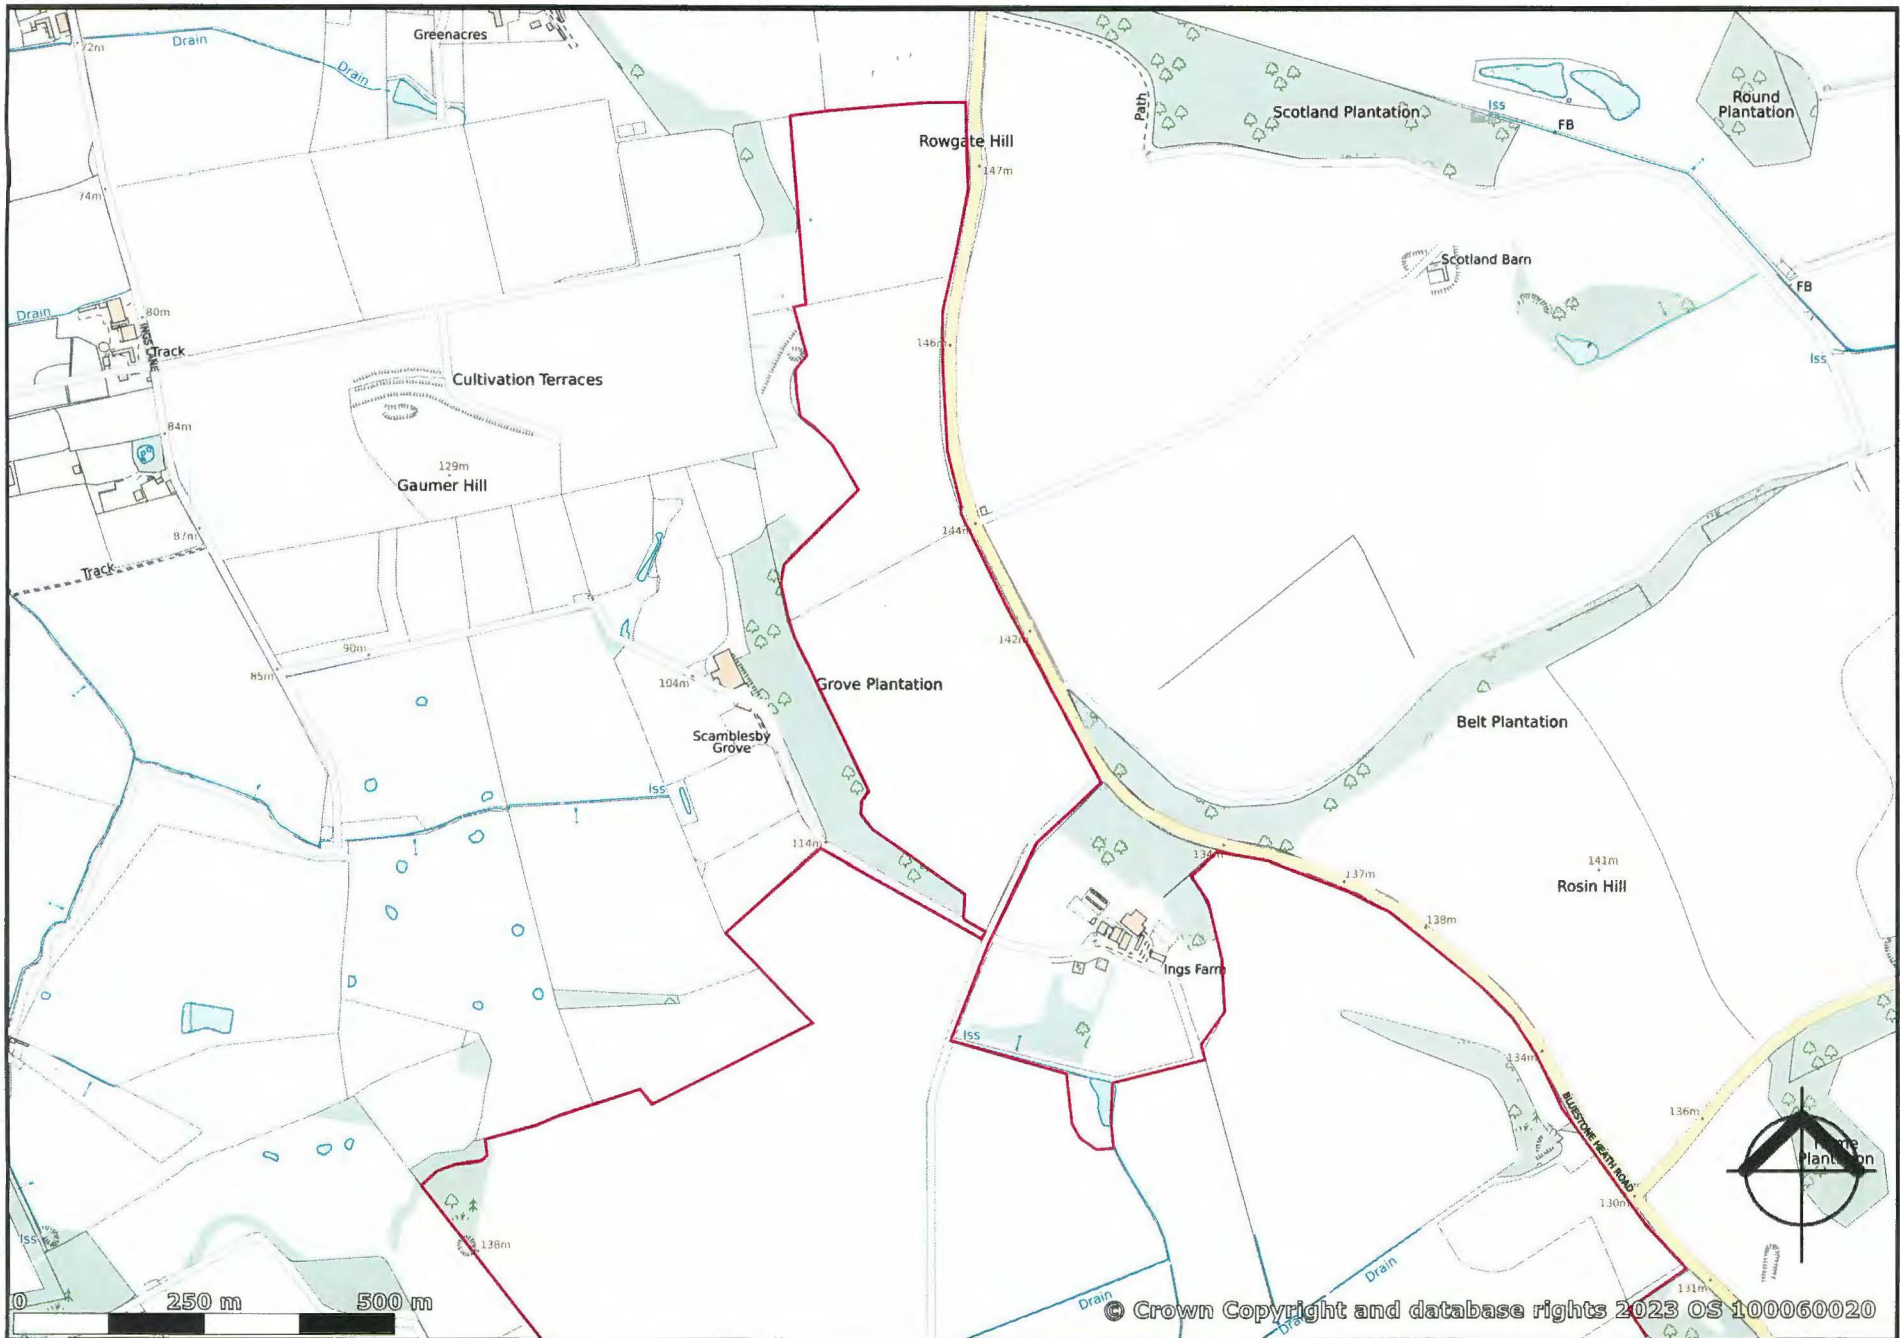 Greenacres
72m
Drain
Drain
Iss
Scotland Plantation
Round
Plantation
FB
Path
Rowgate Hill
147m
74m
Scotland Barn
FB
Drain
80m
INGS LANE
Track
146m
Iss
Cultivation Terraces
84m
129m
Gaumer Hill
87m
144m
Track
142m
90m
85m
104m
Grove Plantation
Belt Plantation
Scamblesby
Grove
Iss
114m
134m
141m
137m
Rosin Hill
138m
Ings Farm
D
Iss
134m
BLUESTONE HEATH ROAD
136m
Plantation
130m
Iss
138m
Drain
131m
Drain
0 250 m 500 m
© Crown Copyright and database rights 2023 OS 100060020
Drain